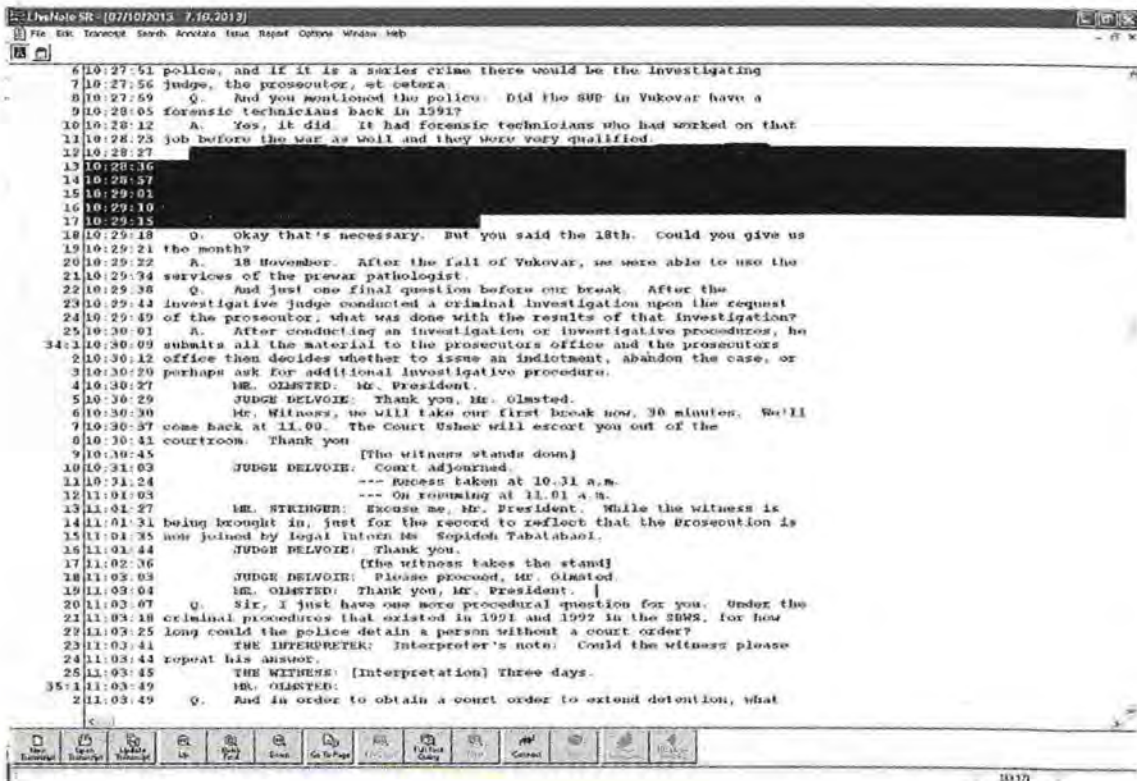 LiveNote SR - [07/10/2013 7.10.2013]
File Edit Transcript Search Annotate Issue Report Options Window Help
6 10:27:51 police, and if it is a series crime there would be the investigating
7 10:27:56 judge, the prosecutor, et cetera.
8 10:27:59 Q. And you mentioned the police. Did the SUP in Vukovar have a
9 10:28:05 forensic technicians back in 1991?
10 10:28:12 A. Yes, it did. It had forensic technicians who had worked on that
11 10:28:23 job before the war as well and they were very qualified.
12 10:28:27
13 10:28:36
14 10:28:57
15 10:29:01
16 10:29:10
17 10:29:15
18 10:29:18 Q. Okay that's necessary. But you said the 18th. Could you give us
19 10:29:21 the month?
20 10:29:22 A. 18 November. After the fall of Vukovar, we were able to use the
21 10:29:34 services of the prewar pathologist.
22 10:29:38 Q. And just one final question before our break. After the
23 10:29:44 investigative judge conducted a criminal investigation upon the request
24 10:29:49 of the prosecutor, what was done with the results of that investigation?
25 10:30:01 A. After conducting an investigation or investigative procedures, he
34:1 10:30:09 submits all the material to the prosecutors office and the prosecutors
2 10:30:12 office then decides whether to issue an indictment, abandon the case, or
3 10:30:20 perhaps ask for additional investigative procedure.
4 10:30:27 MR. OLMSTED: Mr. President.
5 10:30:29 JUDGE DELVOIE: Thank you, Mr. Olmsted.
6 10:30:30 Mr. Witness, we will take our first break now, 30 minutes. We'll
7 10:30:37 come back at 11.00. The Court Usher will escort you out of the
8 10:30:41 courtroom. Thank you
9 10:30:45 [The witness stands down]
10 10:31:03 JUDGE DELVOIE: Court adjourned.
11 10:31:24 --- Recess taken at 10.31 a.m.
12 11:01:03 --- On resuming at 11.01 a.m.
13 11:01:27 MR. STRINGER: Excuse me, Mr. President. While the witness is
14 11:01:31 being brought in, just for the record to reflect that the Prosecution is
15 11:01:35 now joined by legal intern Ms Sepideh Tabatabaei.
16 11:01:44 JUDGE DELVOIE: Thank you.
17 11:02:36 [The witness takes the stand]
18 11:03:03 JUDGE DELVOIE: Please proceed, Mr. Olmsted
19 11:03:04 MR. OLMSTED: Thank you, Mr. President.
20 11:03:07 Q. Sir, I just have one more procedural question for you. Under the
21 11:03:18 criminal procedures that existed in 1991 and 1992 in the SBWS, for how
22 11:03:25 long could the police detain a person without a court order?
23 11:03:41 THE INTERPRETER: Interpreter's note: Could the witness please
24 11:03:44 repeat his answer.
25 11:03:45 THE WITNESS: [Interpretation] Three days.
35:1 11:03:49 MR. OLMSTED:
2 11:03:49 Q. And in order to obtain a court order to extend detention, what
New Transcript Open Transcript Update Transcript Up Quick Find Down Go To Page Full Text Query Connect